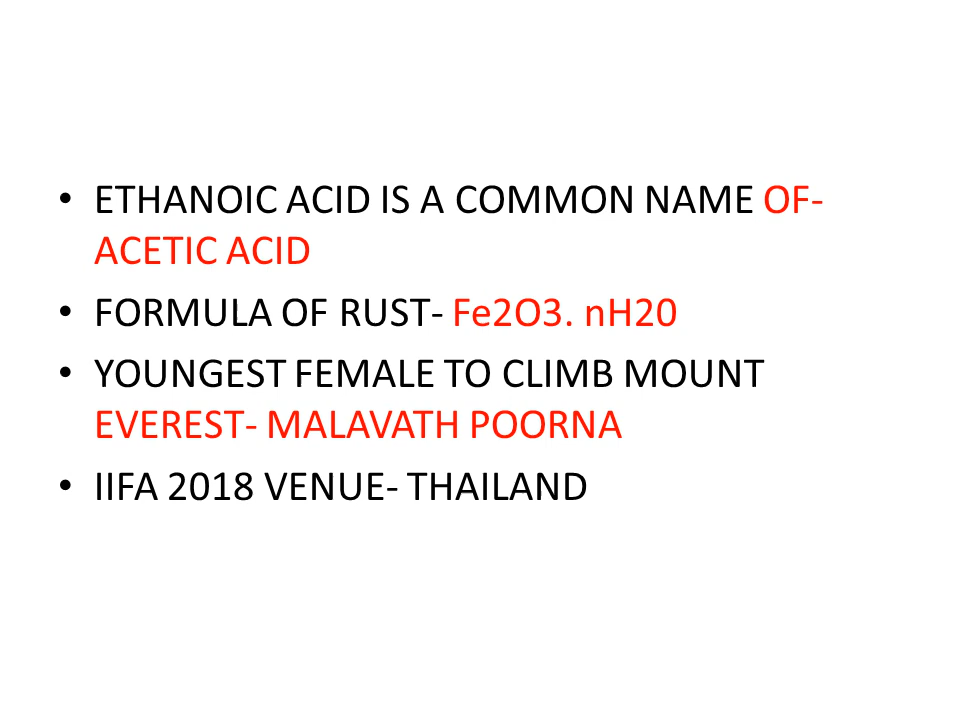 • ETHANOIC ACID IS A COMMON NAME OF-
ACETIC ACID
• FORMULA OF RUST- Fe2O3. nH20
• YOUNGEST FEMALE TO CLIMB MOUNT
EVEREST- MALAVATH POORNA
• IIFA 2018 VENUE- THAILAND